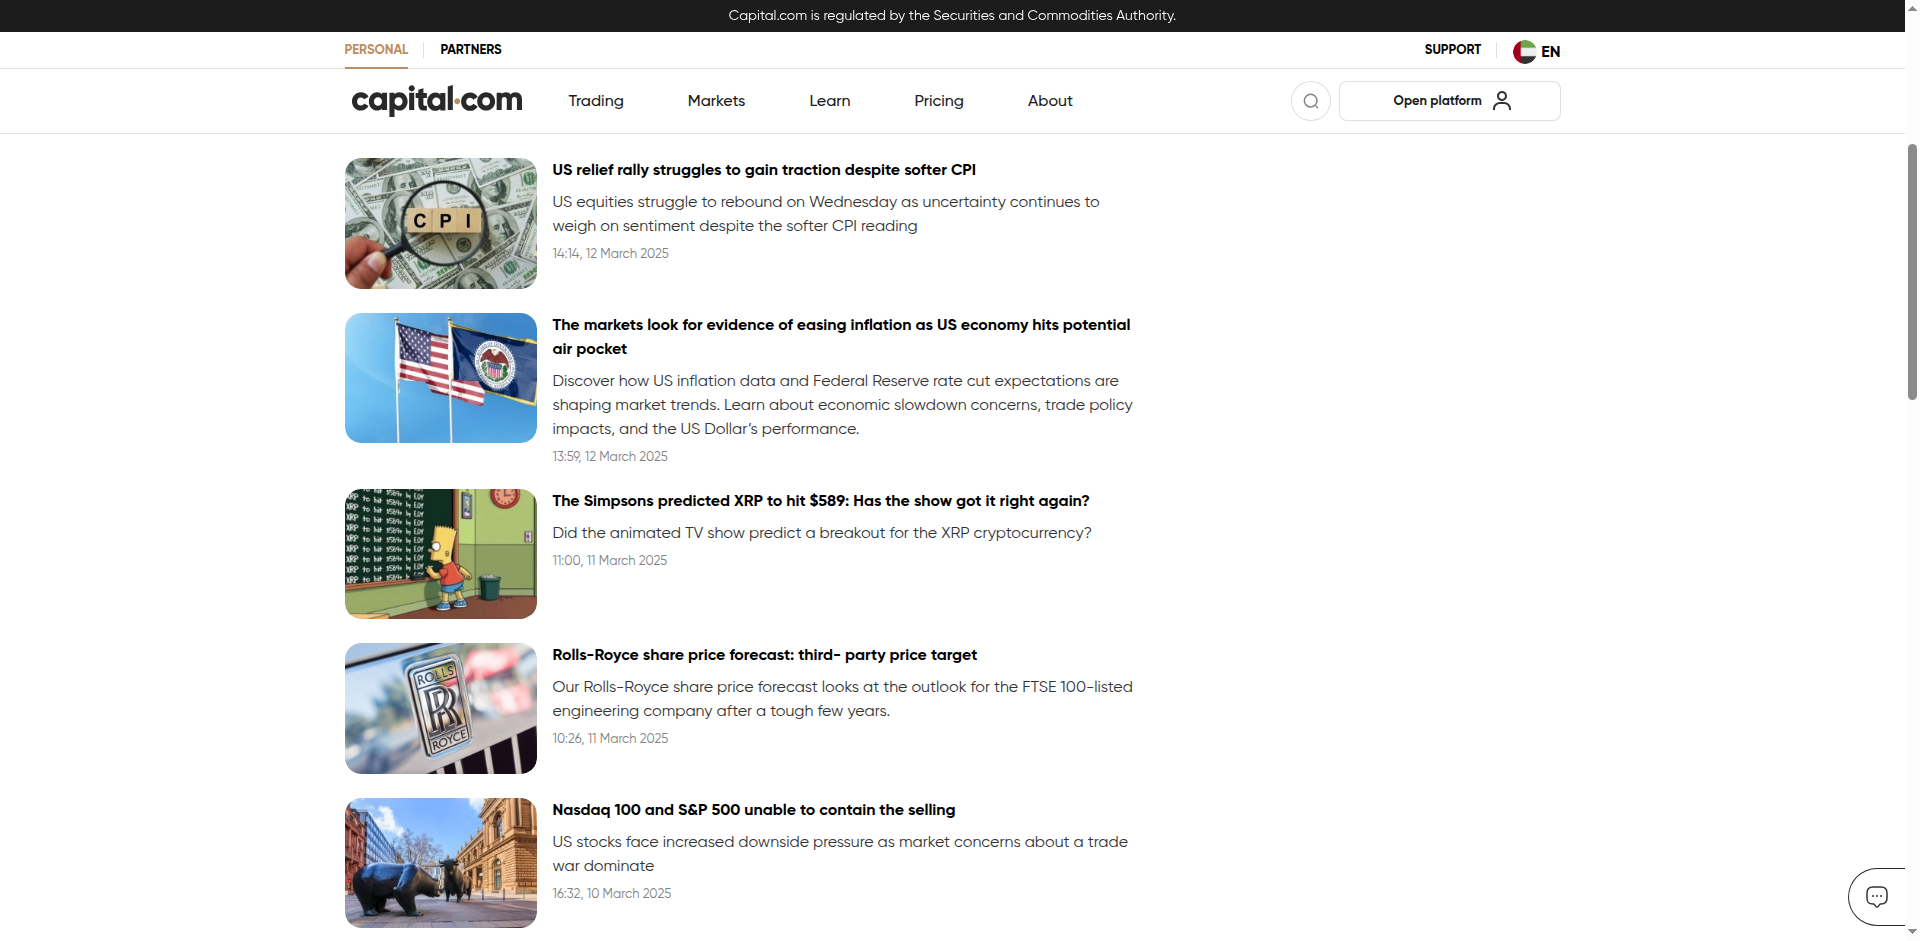 Capital.com is regulated by the Securities and Commodities Authority.
PERSONAL PARTNERS SUPPORT EN
capital.com Trading Markets Learn Pricing About Open platform
CPI
US relief rally struggles to gain traction despite softer CPI
US equities struggle to rebound on Wednesday as uncertainty continues to
weigh on sentiment despite the softer CPI reading
14:14, 12 March 2025
The markets look for evidence of easing inflation as US economy hits potential
air pocket
Discover how US inflation data and Federal Reserve rate cut expectations are
shaping market trends. Learn about economic slowdown concerns, trade policy
impacts, and the US Dollar’s performance.
13:59, 12 March 2025
The Simpsons predicted XRP to hit $589: Has the show got it right again?
Did the animated TV show predict a breakout for the XRP cryptocurrency?
11:00, 11 March 2025
ROLLS
RR
ROYCE
Rolls-Royce share price forecast: third- party price target
Our Rolls-Royce share price forecast looks at the outlook for the FTSE 100-listed
engineering company after a tough few years.
10:26, 11 March 2025
Nasdaq 100 and S&P 500 unable to contain the selling
US stocks face increased downside pressure as market concerns about a trade
war dominate
16:32, 10 March 2025